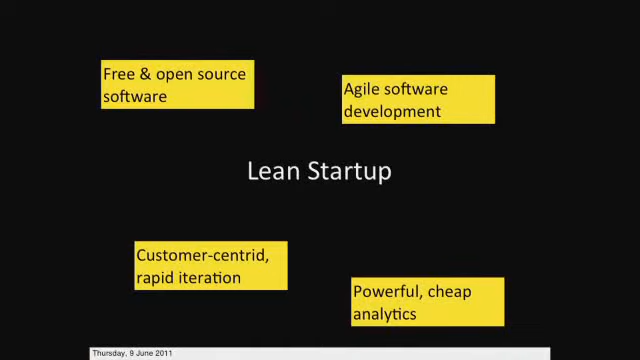 Free & open source
software
Agile software
development
Lean Startup
Customer-centrid,
rapid iteration
Powerful, cheap
analytics
Thursday, 9 June 2011